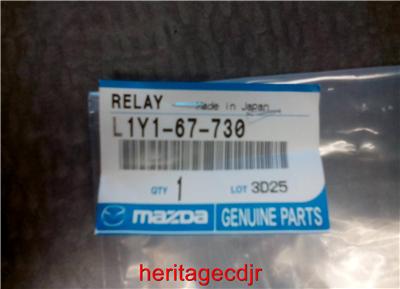 RELAY Made in Japan
L1Y1-67-730
QTY 1 LOT 3D25
mazda GENUINE PARTS
heritagecdjr